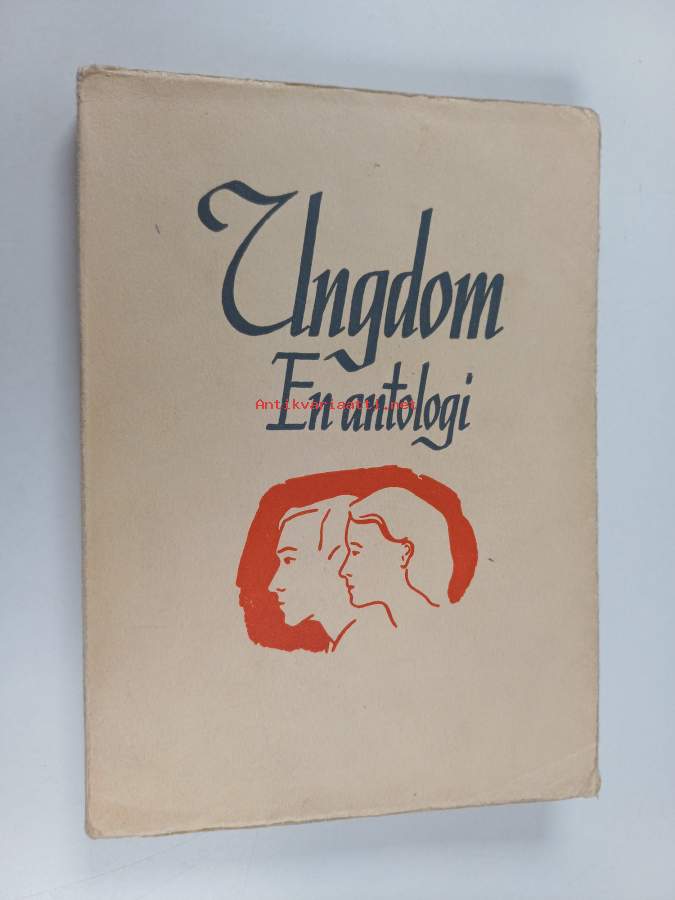 Ungdom
En antologi
Antikvariaatti.net